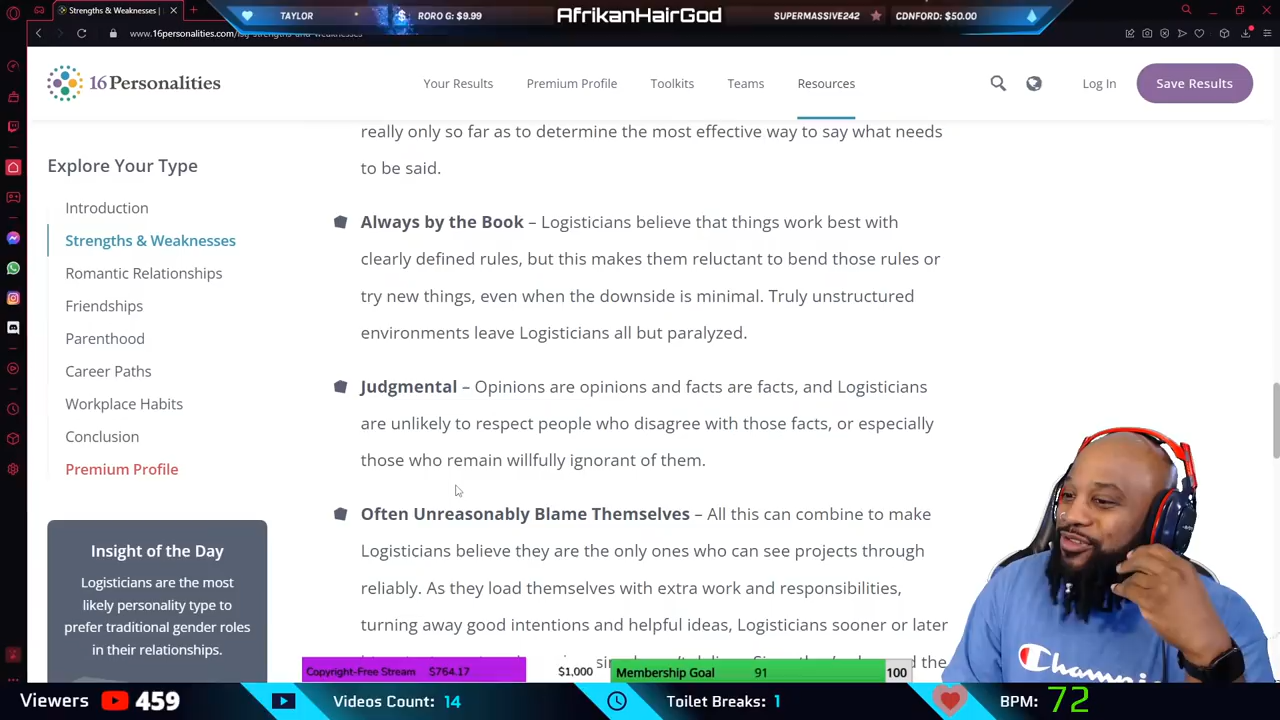 Strengths & Weaknesses
TAYLOR
RORO G: $9.99
AfrikanHairGod
SUPERMASSIVE242
CDNFORD: $50.00
16Personalities
Your Results
Premium Profile
Toolkits
Teams
Resources
Log In
Save Results
Explore Your Type
Introduction
Strengths & Weaknesses
Romantic Relationships
Friendships
Parenthood
Career Paths
Workplace Habits
Conclusion
Premium Profile
Insight of the Day
Logisticians are the most
likely personality type to
prefer traditional gender roles
in their relationships.
really only so far as to determine the most effective way to say what needs
to be said.
Always by the Book – Logisticians believe that things work best with
clearly defined rules, but this makes them reluctant to bend those rules or
try new things, even when the downside is minimal. Truly unstructured
environments leave Logisticians all but paralyzed.
Judgmental – Opinions are opinions and facts are facts, and Logisticians
are unlikely to respect people who disagree with those facts, or especially
those who remain willfully ignorant of them.
Often Unreasonably Blame Themselves – All this can combine to make
Logisticians believe they are the only ones who can see projects through
reliably. As they load themselves with extra work and responsibilities,
turning away good intentions and helpful ideas, Logisticians sooner or later
the
Champion
Copyright-Free Stream $764.17
$1,000
Membership Goal 91
100
Viewers 459
Videos Count: 14
Toilet Breaks: 1
BPM: 72